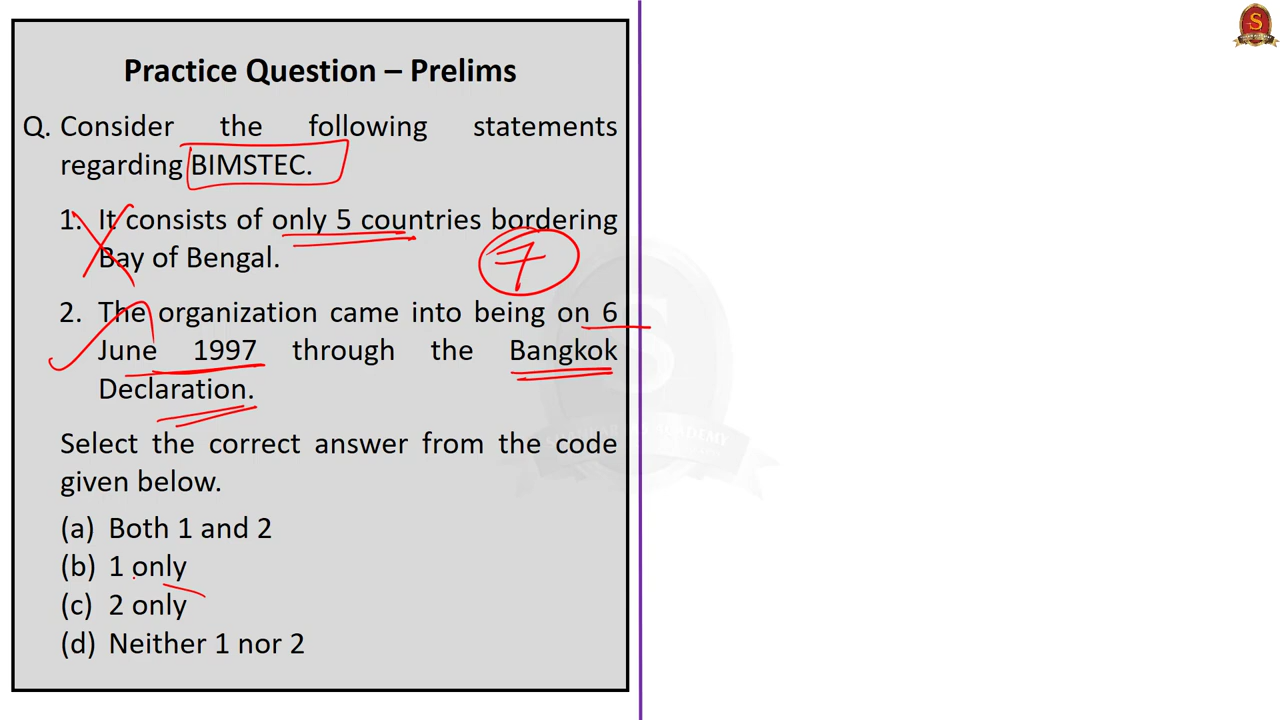 S
Practice Question – Prelims
Q. Consider the following statements
regarding BIMSTEC.
1. It consists of only 5 countries bordering
Bay of Bengal.
7
2. The organization came into being on 6
June 1997 through the Bangkok
Declaration.
Select the correct answer from the code
given below.
(a) Both 1 and 2
(b) 1 only
(c) 2 only
(d) Neither 1 nor 2